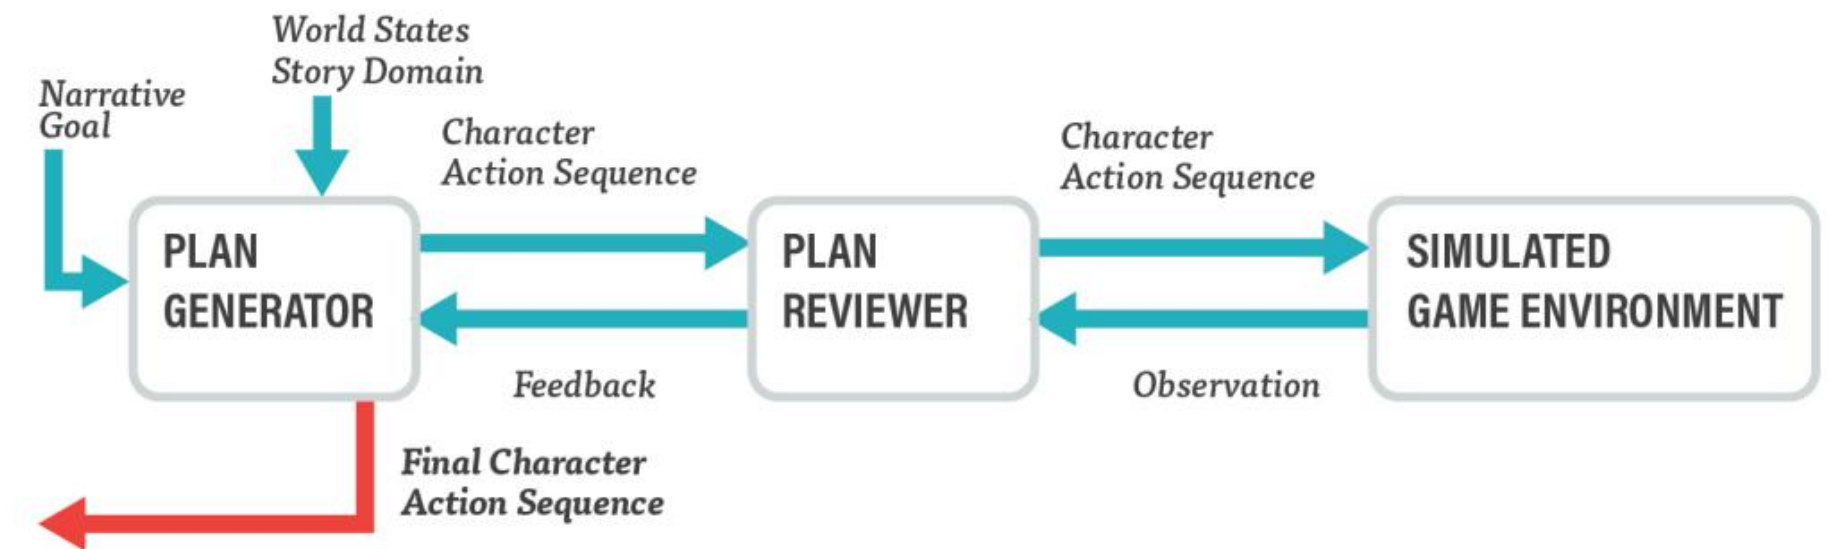 World States
Story Domain
Narrative
Goal
Character
Action Sequence
Character
Action Sequence
PLAN
GENERATOR
PLAN
REVIEWER
SIMULATED
GAME ENVIRONMENT
Feedback
Observation
Final Character
Action Sequence